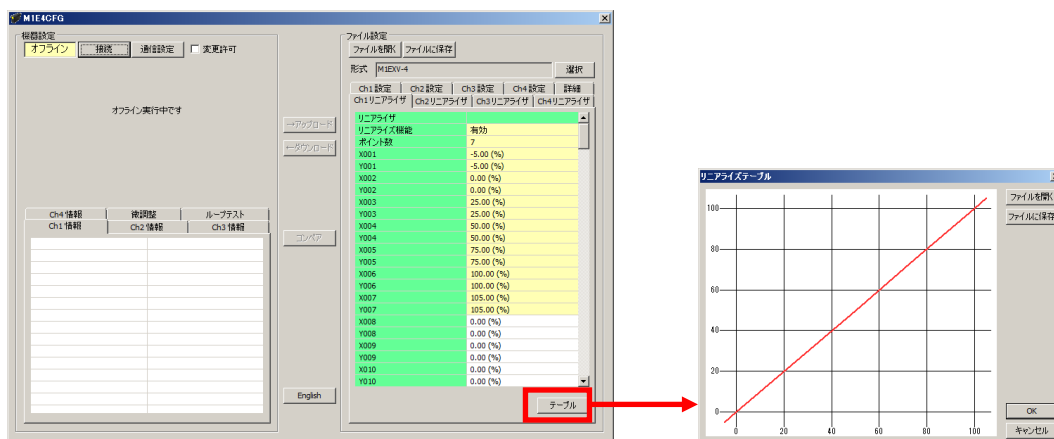 M1E4CFG
機器設定
オフライン 接続 通信設定 変更許可
オフライン実行中です
Ch4 情報 微調整 ループテスト
Ch1 情報 Ch2 情報 Ch3 情報
→アップロード
←ダウンロード
コンペア
English
ファイル設定
ファイルを開く ファイルに保存
形式 M1EXV-4 選択
Ch1 設定 Ch2 設定 Ch3 設定 Ch4 設定 詳細
Ch1リニアライザ Ch2リニアライザ Ch3リニアライザ Ch4リニアライザ
リニアライザ
リニアライズ機能 有効
ポイント数 7
X001 -5.00 (%)
Y001 -5.00 (%)
X002 0.00 (%)
Y002 0.00 (%)
X003 25.00 (%)
Y003 25.00 (%)
X004 50.00 (%)
Y004 50.00 (%)
X005 75.00 (%)
Y005 75.00 (%)
X006 100.00 (%)
Y006 100.00 (%)
X007 105.00 (%)
Y007 105.00 (%)
X008 0.00 (%)
Y008 0.00 (%)
X009 0.00 (%)
Y009 0.00 (%)
X010 0.00 (%)
Y010 0.00 (%)
テーブル
リニアライズテーブル
ファイルを開く
ファイルに保存
100
80
60
40
20
0
0 20 40 60 80 100
OK
キャンセル